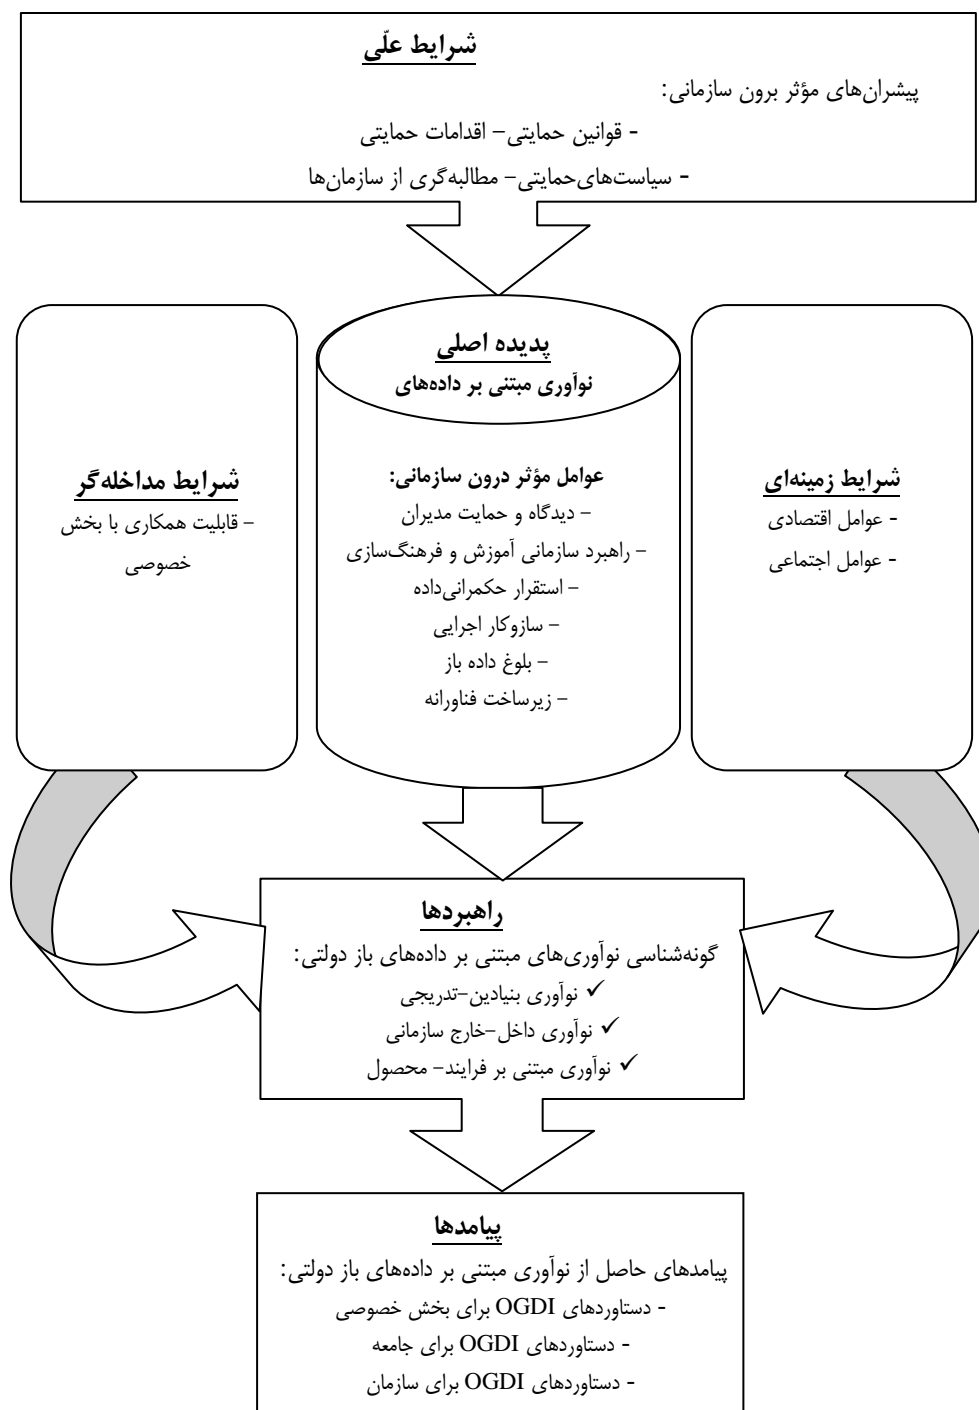 شرایط علّی
پیشران‌های مؤثر برون سازمانی:
- قوانین حمایتی– اقدامات حمایتی
- سیاست‌های‌حمایتی– مطالبه‌گری از سازمان‌ها
پدیده اصلی
نوآوری مبتنی بر داده‌های
عوامل مؤثر درون سازمانی:
– دیدگاه و حمایت مدیران
– راهبرد سازمانی آموزش و فرهنگ‌سازی
– استقرار حکمرانی‌داده
– سازوکار اجرایی
– بلوغ داده باز
– زیرساخت فناورانه
شرایط زمینه‌ای
- عوامل اقتصادی
- عوامل اجتماعی
شرایط مداخله‌گر
– قابلیت همکاری با بخش
خصوصی
راهبردها
گونه‌شناسی نوآوری‌های مبتنی بر داده‌های باز دولتی:
✓ نوآوری بنیادین–تدریجی
✓ نوآوری داخل–خارج سازمانی
✓ نوآوری مبتنی بر فرایند– محصول
پیامدها
پیامدهای حاصل از نوآوری مبتنی بر داده‌های باز دولتی:
- دستاوردهای OGDI برای بخش خصوصی
- دستاوردهای OGDI برای جامعه
- دستاوردهای OGDI برای سازمان